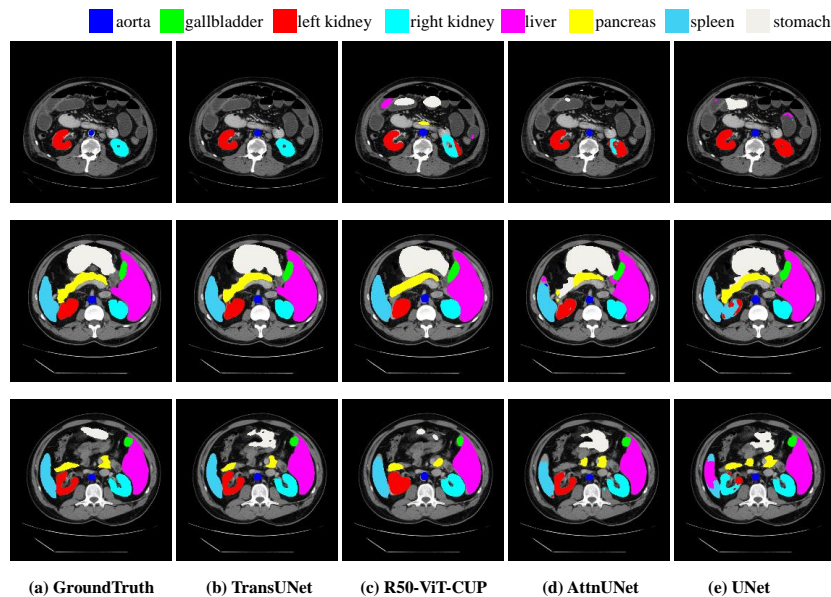 aorta gallbladder left kidney right kidney liver pancreas spleen stomach
(a) GroundTruth (b) TransUNet (c) R50-ViT-CUP (d) AttnUNet (e) UNet